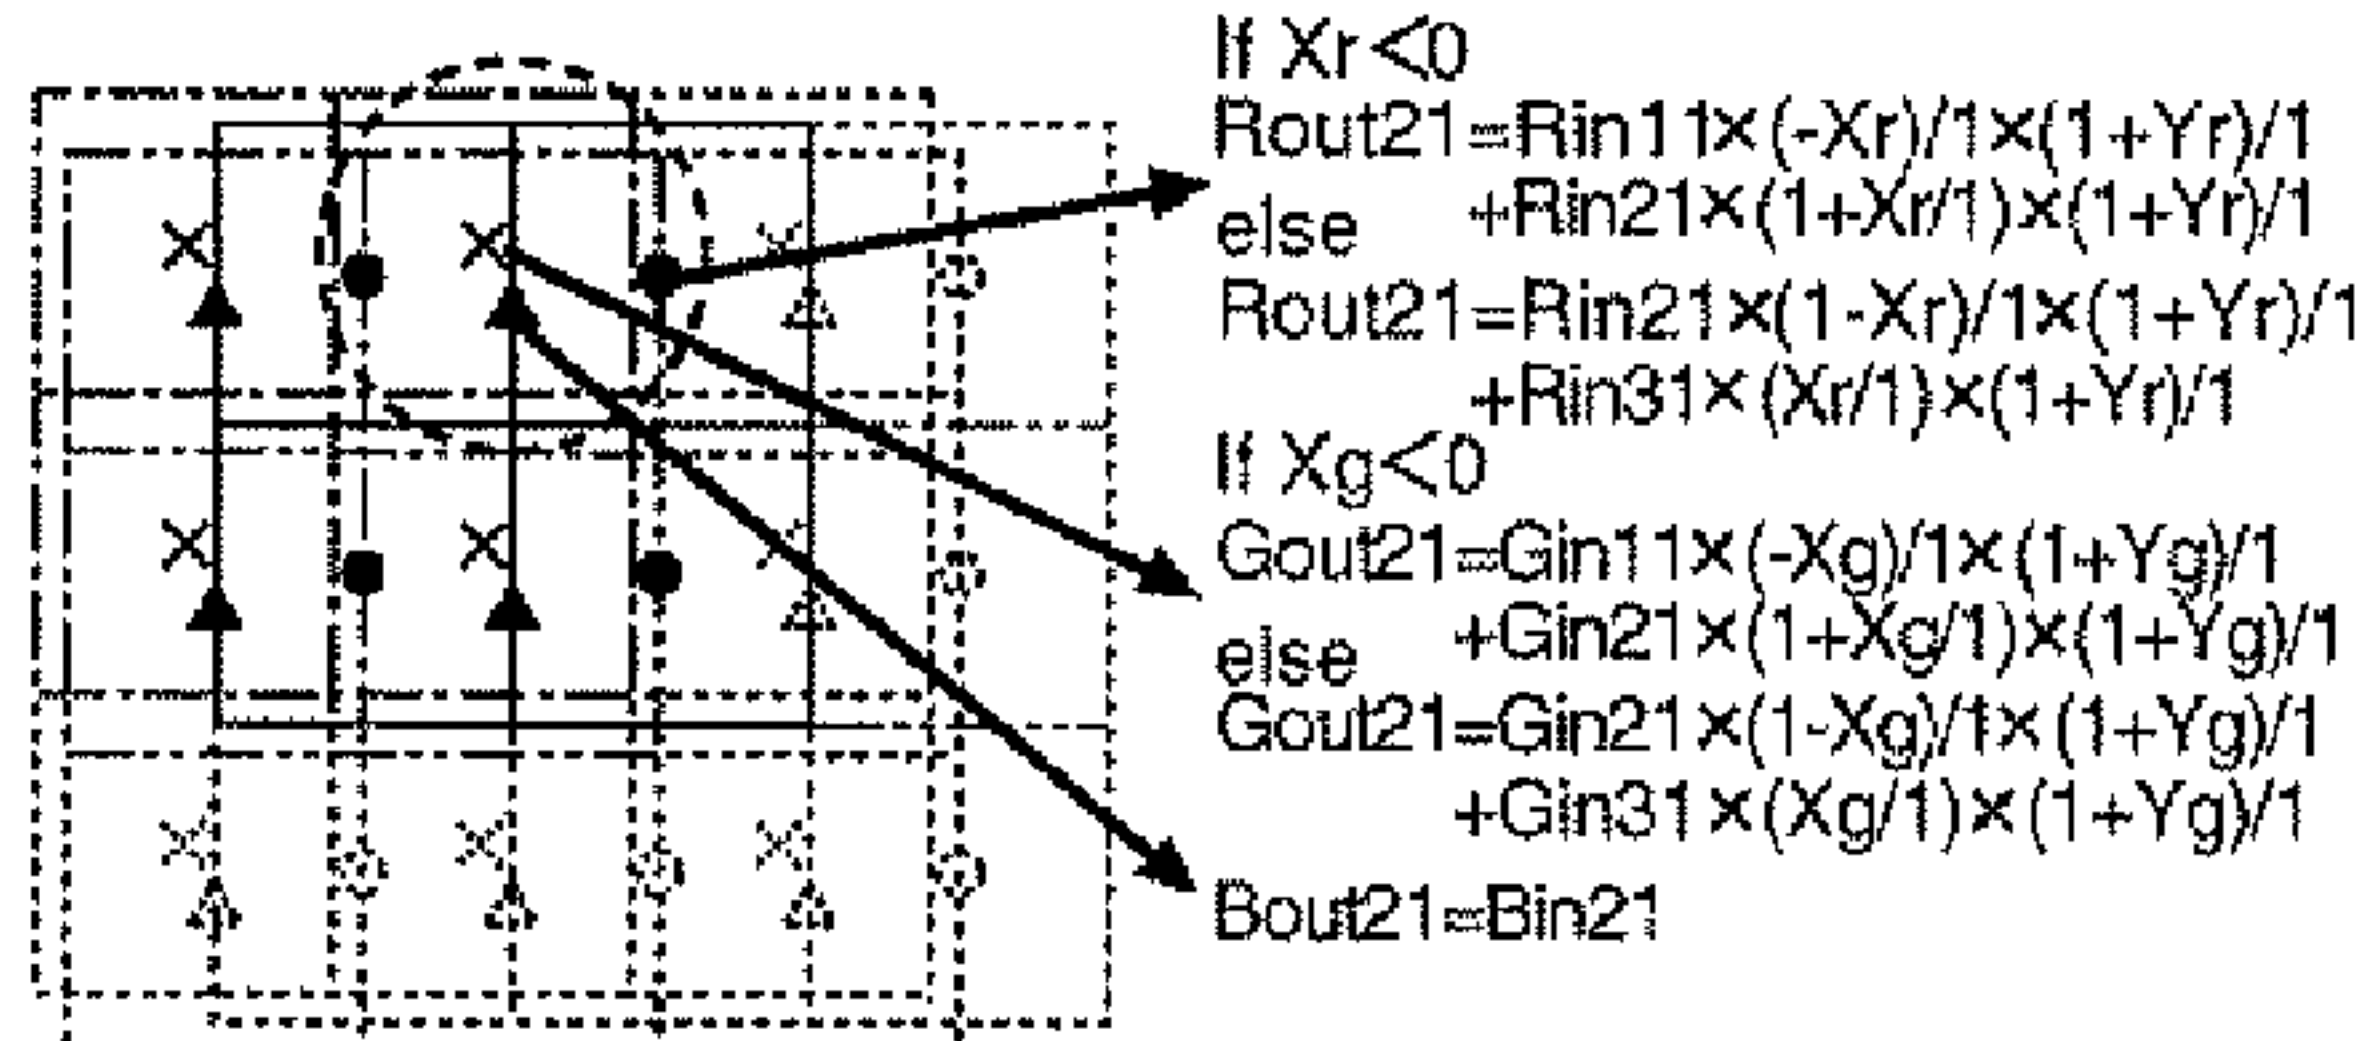 If Xr<0
Rout21=Rin11×(-Xr)/1×(1+Yr)/1
+Rin21×(1+Xr/1)×(1+Yr)/1
else
Rout21=Rin21×(1-Xr)/1×(1+Yr)/1
+Rin31×(Xr/1)×(1+Yr)/1
If Xg<0
Gout21=Gin11×(-Xg)/1×(1+Yg)/1
+Gin21×(1+Xg/1)×(1+Yg)/1
else
Gout21=Gin21×(1-Xg)/1×(1+Yg)/1
+Gin31×(Xg/1)×(1+Yg)/1
Bout21=Bin21